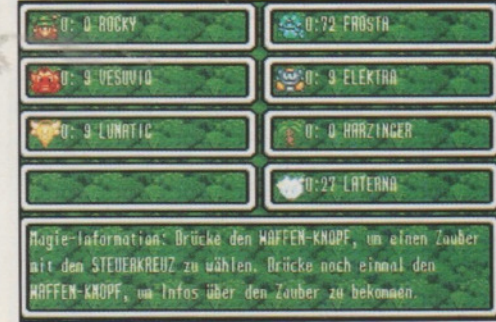 0: 0 ROCKY
0:72 FROSTA
0: 9 VESUVIO
0: 9 ELEKTRA
0: 9 LUNATIC
0: 0 HARZINGER
0:27 LATERNA
Magie-Information: Drücke den WAFFEN-KNOPF, um einen Zauber
mit dem STEUERKREUZ zu wählen. Drücke noch einmal den
WAFFEN-KNOPF, um Infos über den Zauber zu bekommen.